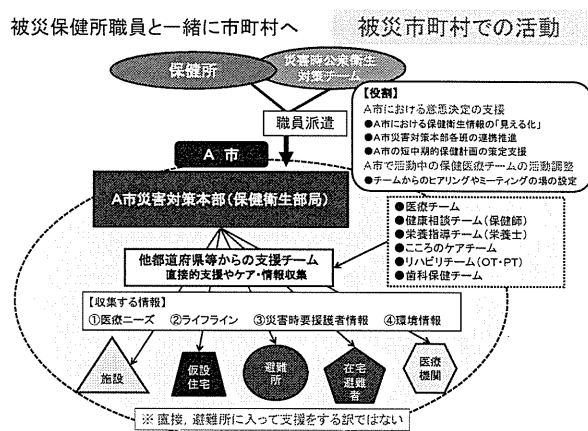 被災保健所職員と一緒に市町村へ
被災市町村での活動
保健所
災害時公衆衛生
対策チーム
職員派遣
【役割】
A市における意思決定の支援
●A市における保健衛生情報の「見える化」
●A市災害対策本部各班の連携推進
●A市の短中期的保健計画の策定支援
A市で活動中の保健医療チームの活動調整
●チームからのヒアリングやミーティングの場の設定
A 市
A市災害対策本部(保健衛生部局)
●医療チーム
●健康相談チーム(保健師)
●栄養指導チーム(栄養士)
●こころのケアチーム
●リハビリチーム(OT・PT)
●歯科保健チーム
他都道府県等からの支援チーム
直接的支援やケア・情報収集
【収集する情報】
①医療ニーズ ②ライフライン ③災害時要援護者情報 ④環境情報
施設
仮設
住宅
避難
所
在宅
避難
者
医療
機関
※ 直接, 避難所に入って支援をする訳ではない